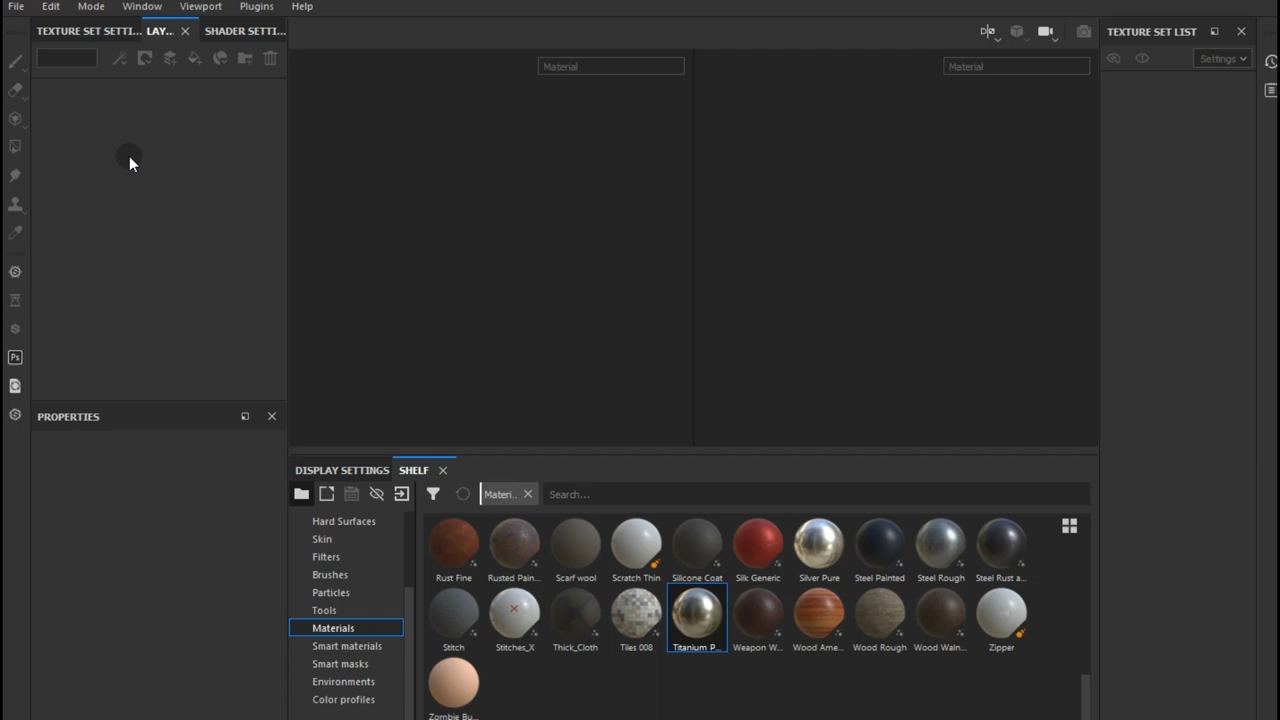 File Edit Mode Window Viewport Plugins Help
TEXTURE SET SETTI... LAY... SHADER SETTI... TEXTURE SET LIST
Settings
Material Material
PROPERTIES
DISPLAY SETTINGS SHELF
Materi.. Search...
Hard Surfaces
Skin
Filters
Brushes
Particles
Tools
Materials
Smart materials
Smart masks
Environments
Color profiles
Rust Fine Rusted Pain... Scarf wool Scratch Thin Silicone Coat Silk Generic Silver Pure Steel Painted Steel Rough Steel Rust a...
Stitch Stitches_X Thick_Cloth Tiles 008 Titanium P... Weapon W... Wood Ame... Wood Rough Wood Waln... Zipper
Zombie Bu...
Ps